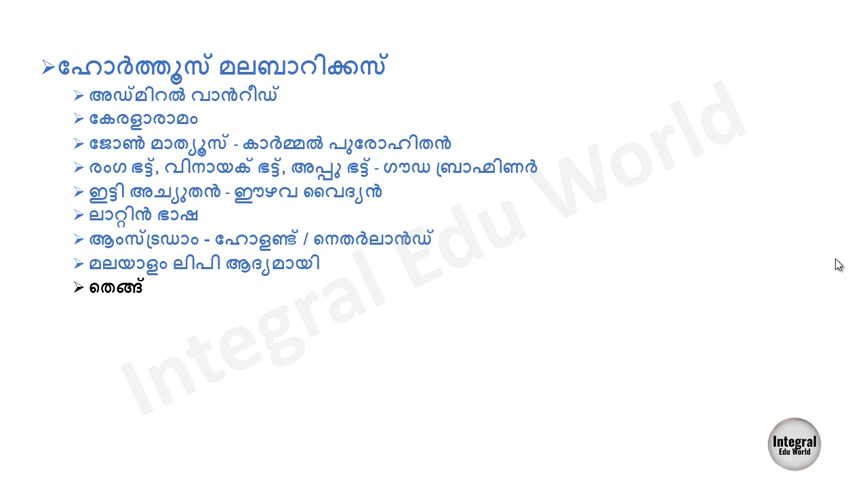 ➢ഹോർത്തൂസ് മലബാറിക്കസ്
➢ അഡ്മിറൽ വാൻറീഡ്
➢ കേരളാരാമം
➢ ജോൺ മാത്യൂസ് - കാർമ്മൽ പുരോഹിതൻ
➢ രംഗ ഭട്ട്, വിനായക് ഭട്ട്, അപ്പു ഭട്ട് - ഗൗഡ ബ്രാഹ്മിണർ
➢ ഇട്ടി അച്യുതൻ - ഈഴവ വൈദ്യൻ
➢ ലാറ്റിൻ ഭാഷ
➢ ആംസ്ട്രഡാം - ഹോളണ്ട് / നെതർലാൻഡ്
➢ മലയാളം ലിപി ആദ്യമായി
➢ തെങ്ങ്
Integral Edu World
Integral
Edu World